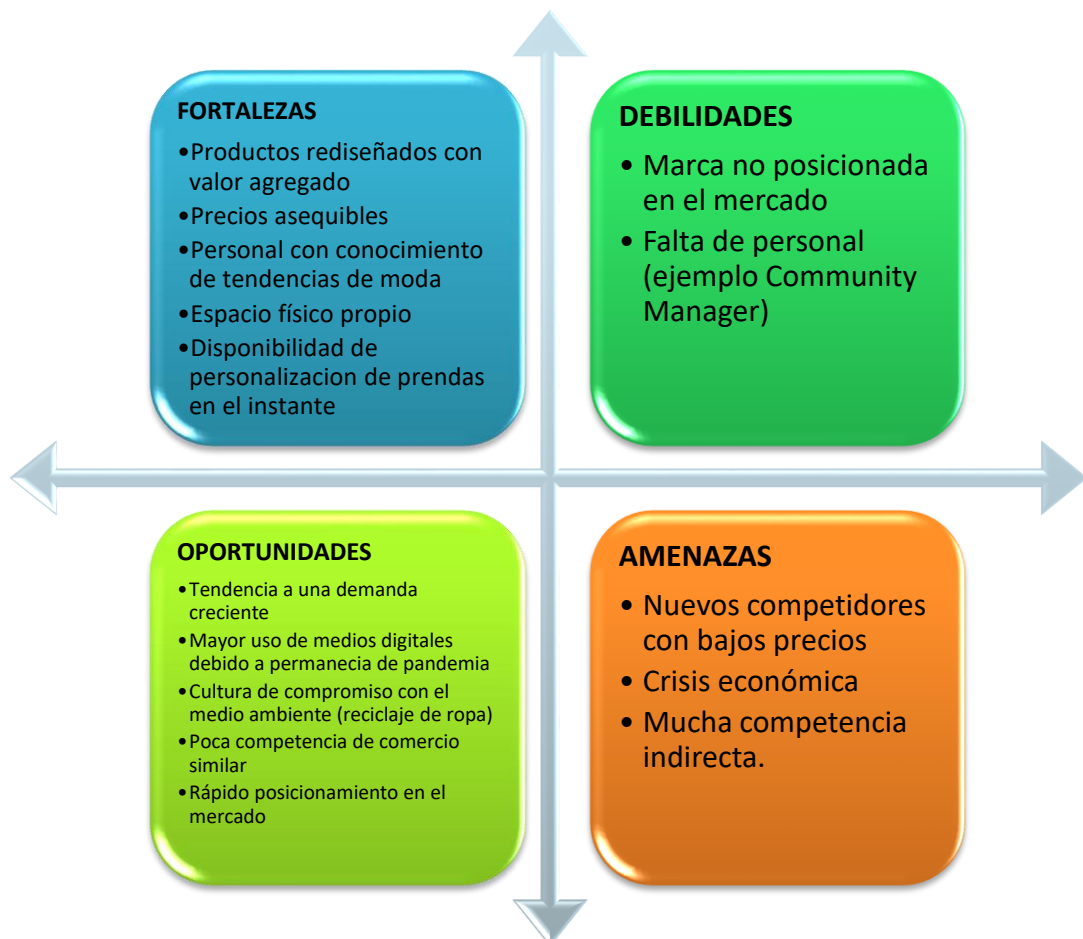 FORTALEZAS
•Productos rediseñados con
valor agregado
•Precios asequibles
•Personal con conocimiento
de tendencias de moda
•Espacio físico propio
•Disponibilidad de
personalizacion de prendas
en el instante
DEBILIDADES
• Marca no posicionada
en el mercado
• Falta de personal
(ejemplo Community
Manager)
OPORTUNIDADES
•Tendencia a una demanda
creciente
•Mayor uso de medios digitales
debido a permanecia de pandemia
•Cultura de compromiso con el
medio ambiente (reciclaje de ropa)
•Poca competencia de comercio
similar
•Rápido posicionamiento en el
mercado
AMENAZAS
• Nuevos competidores
con bajos precios
• Crisis económica
• Mucha competencia
indirecta.